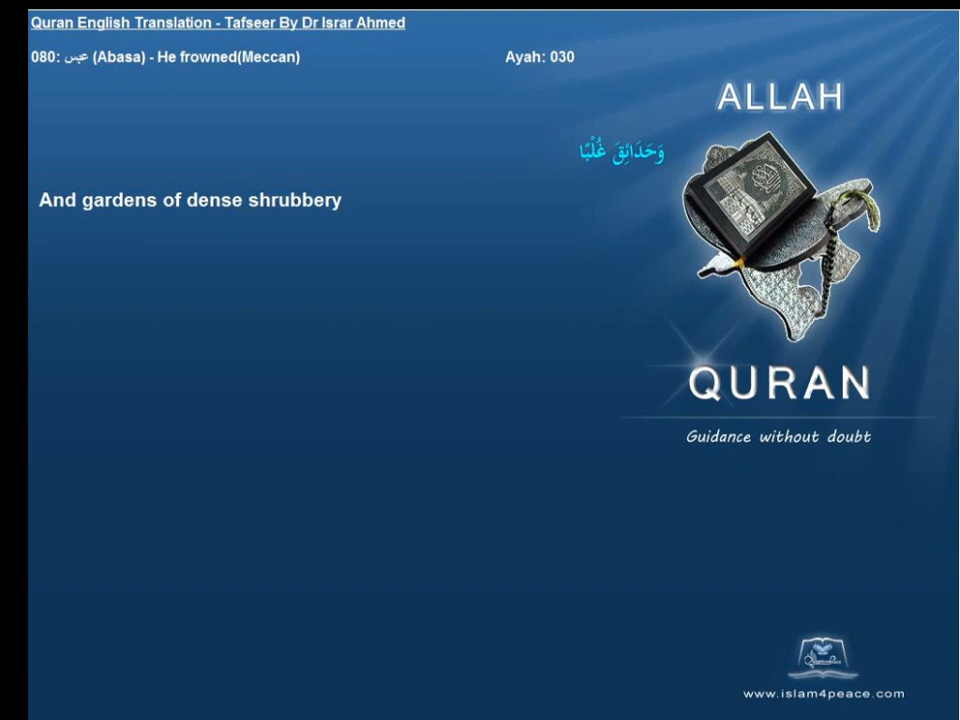 Quran English Translation - Tafseer By Dr Israr Ahmed
080: عبس (Abasa) - He frowned(Meccan) Ayah: 030
ALLAH
وَحَدَائِقَ غُلْبًا
And gardens of dense shrubbery
QURAN
Guidance without doubt
www.islam4peace.com